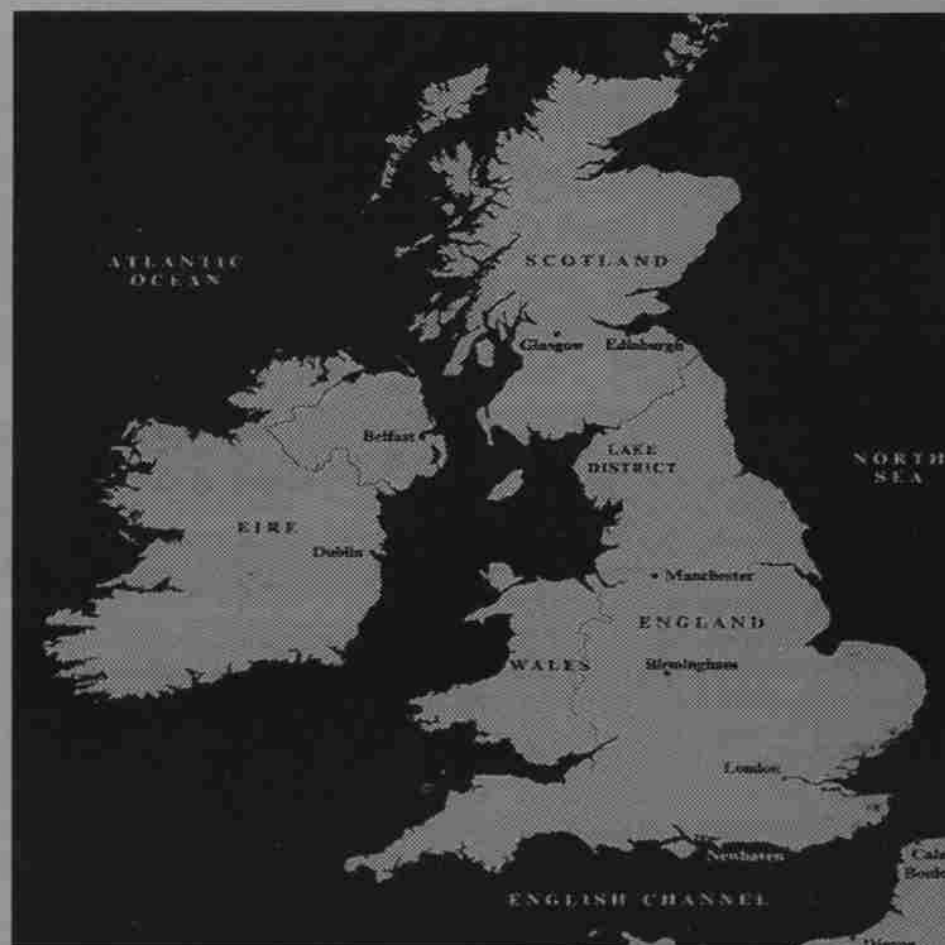 ATLANTIC
OCEAN
SCOTLAND
Glasgow
Edinburgh
Belfast
LAKE
DISTRICT
NORTH
SEA
EIRE
Dublin
Manchester
ENGLAND
WALES
Birmingham
London
Newhaven
ENGLISH CHANNEL